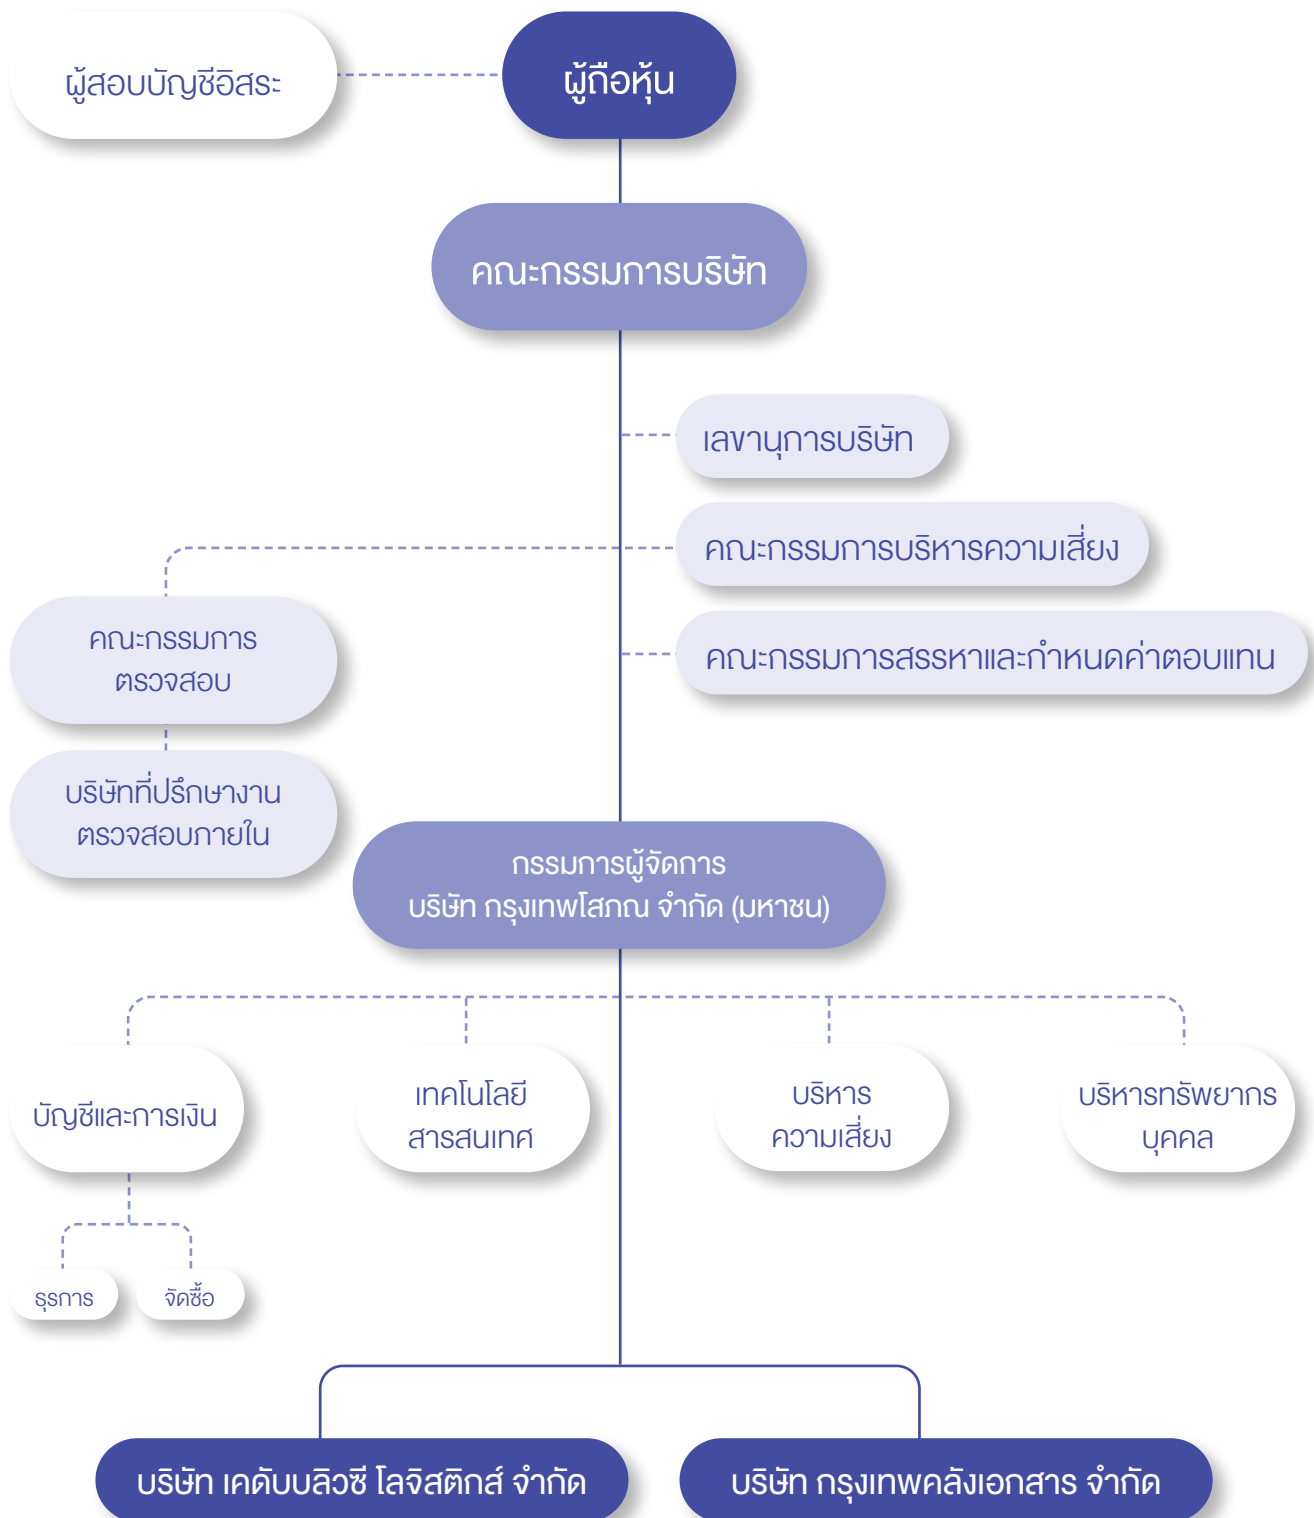 ผู้สอบบัญชีอิสระ
ผู้ถือหุ้น
คณะกรรมการบริษัท
เลขานุการบริษัท
คณะกรรมการบริหารความเสี่ยง
คณะกรรมการ
ตรวจสอบ
คณะกรรมการสรรหาและกำหนดค่าตอบแทน
บริษัทที่ปรึกษางาน
ตรวจสอบภายใน
กรรมการผู้จัดการ
บริษัท กรุงเทพโสภณ จำกัด (มหาชน)
บัญชีและการเงิน
เทคโนโลยี
สารสนเทศ
บริหาร
ความเสี่ยง
บริหารทรัพยากร
บุคคล
ธุรการ
จัดซื้อ
บริษัท เคดับบลิวซี โลจิสติกส์ จำกัด
บริษัท กรุงเทพคลังเอกสาร จำกัด